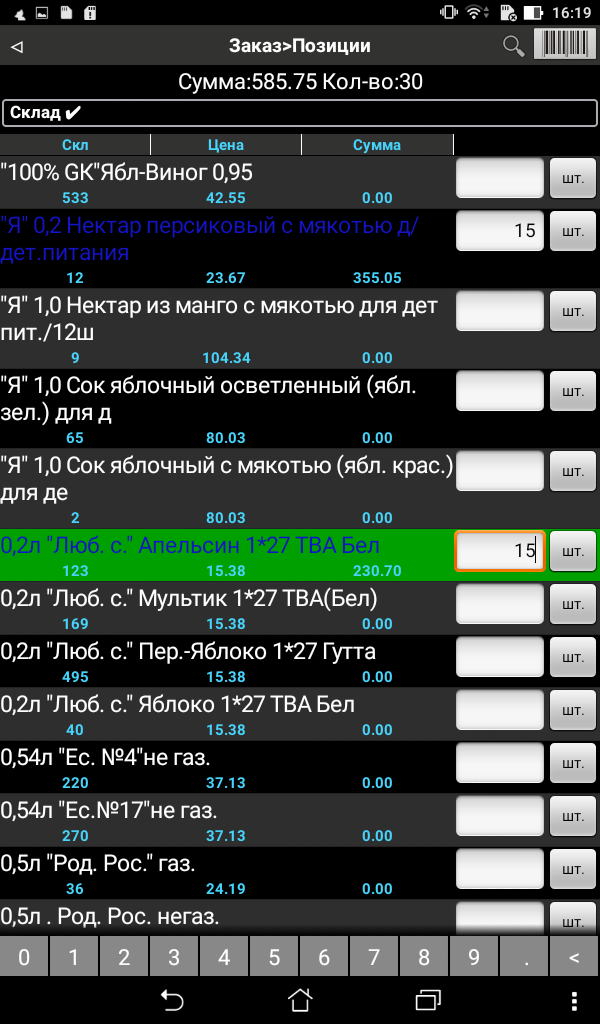 16:19
Заказ>Позиции
Сумма:585.75 Кол-во:30
Склад ✔
Скл Цена Сумма
"100% GK"Ябл-Виног 0,95
шт.
533 42.55 0.00
"Я" 0,2 Нектар персиковый с мякотью д/
15 шт.
дет.питания
12 23.67 355.05
"Я" 1,0 Нектар из манго с мякотью для дет
шт.
пит./12ш
9 104.34 0.00
"Я" 1,0 Сок яблочный осветленный (ябл.
шт.
зел.) для д
65 80.03 0.00
"Я" 1,0 Сок яблочный с мякотью (ябл. крас.)
шт.
для де
2 80.03 0.00
0,2л "Люб. с." Апельсин 1*27 ТВА Бел
15 шт.
123 15.38 230.70
0,2л "Люб. с." Мультик 1*27 ТВА(Бел)
шт.
169 15.38 0.00
0,2л "Люб. с." Пер.-Яблоко 1*27 Гутта
шт.
495 15.38 0.00
0,2л "Люб. с." Яблоко 1*27 ТВА Бел
шт.
40 15.38 0.00
0,54л "Ес. №4"не газ.
шт.
220 37.13 0.00
0,54л "Ес.№17"не газ.
шт.
270 37.13 0.00
0,5л "Род. Рос." газ.
шт.
36 24.19 0.00
0,5л . Род. Рос. негаз.
шт.
0 1 2 3 4 5 6 7 8 9 . <